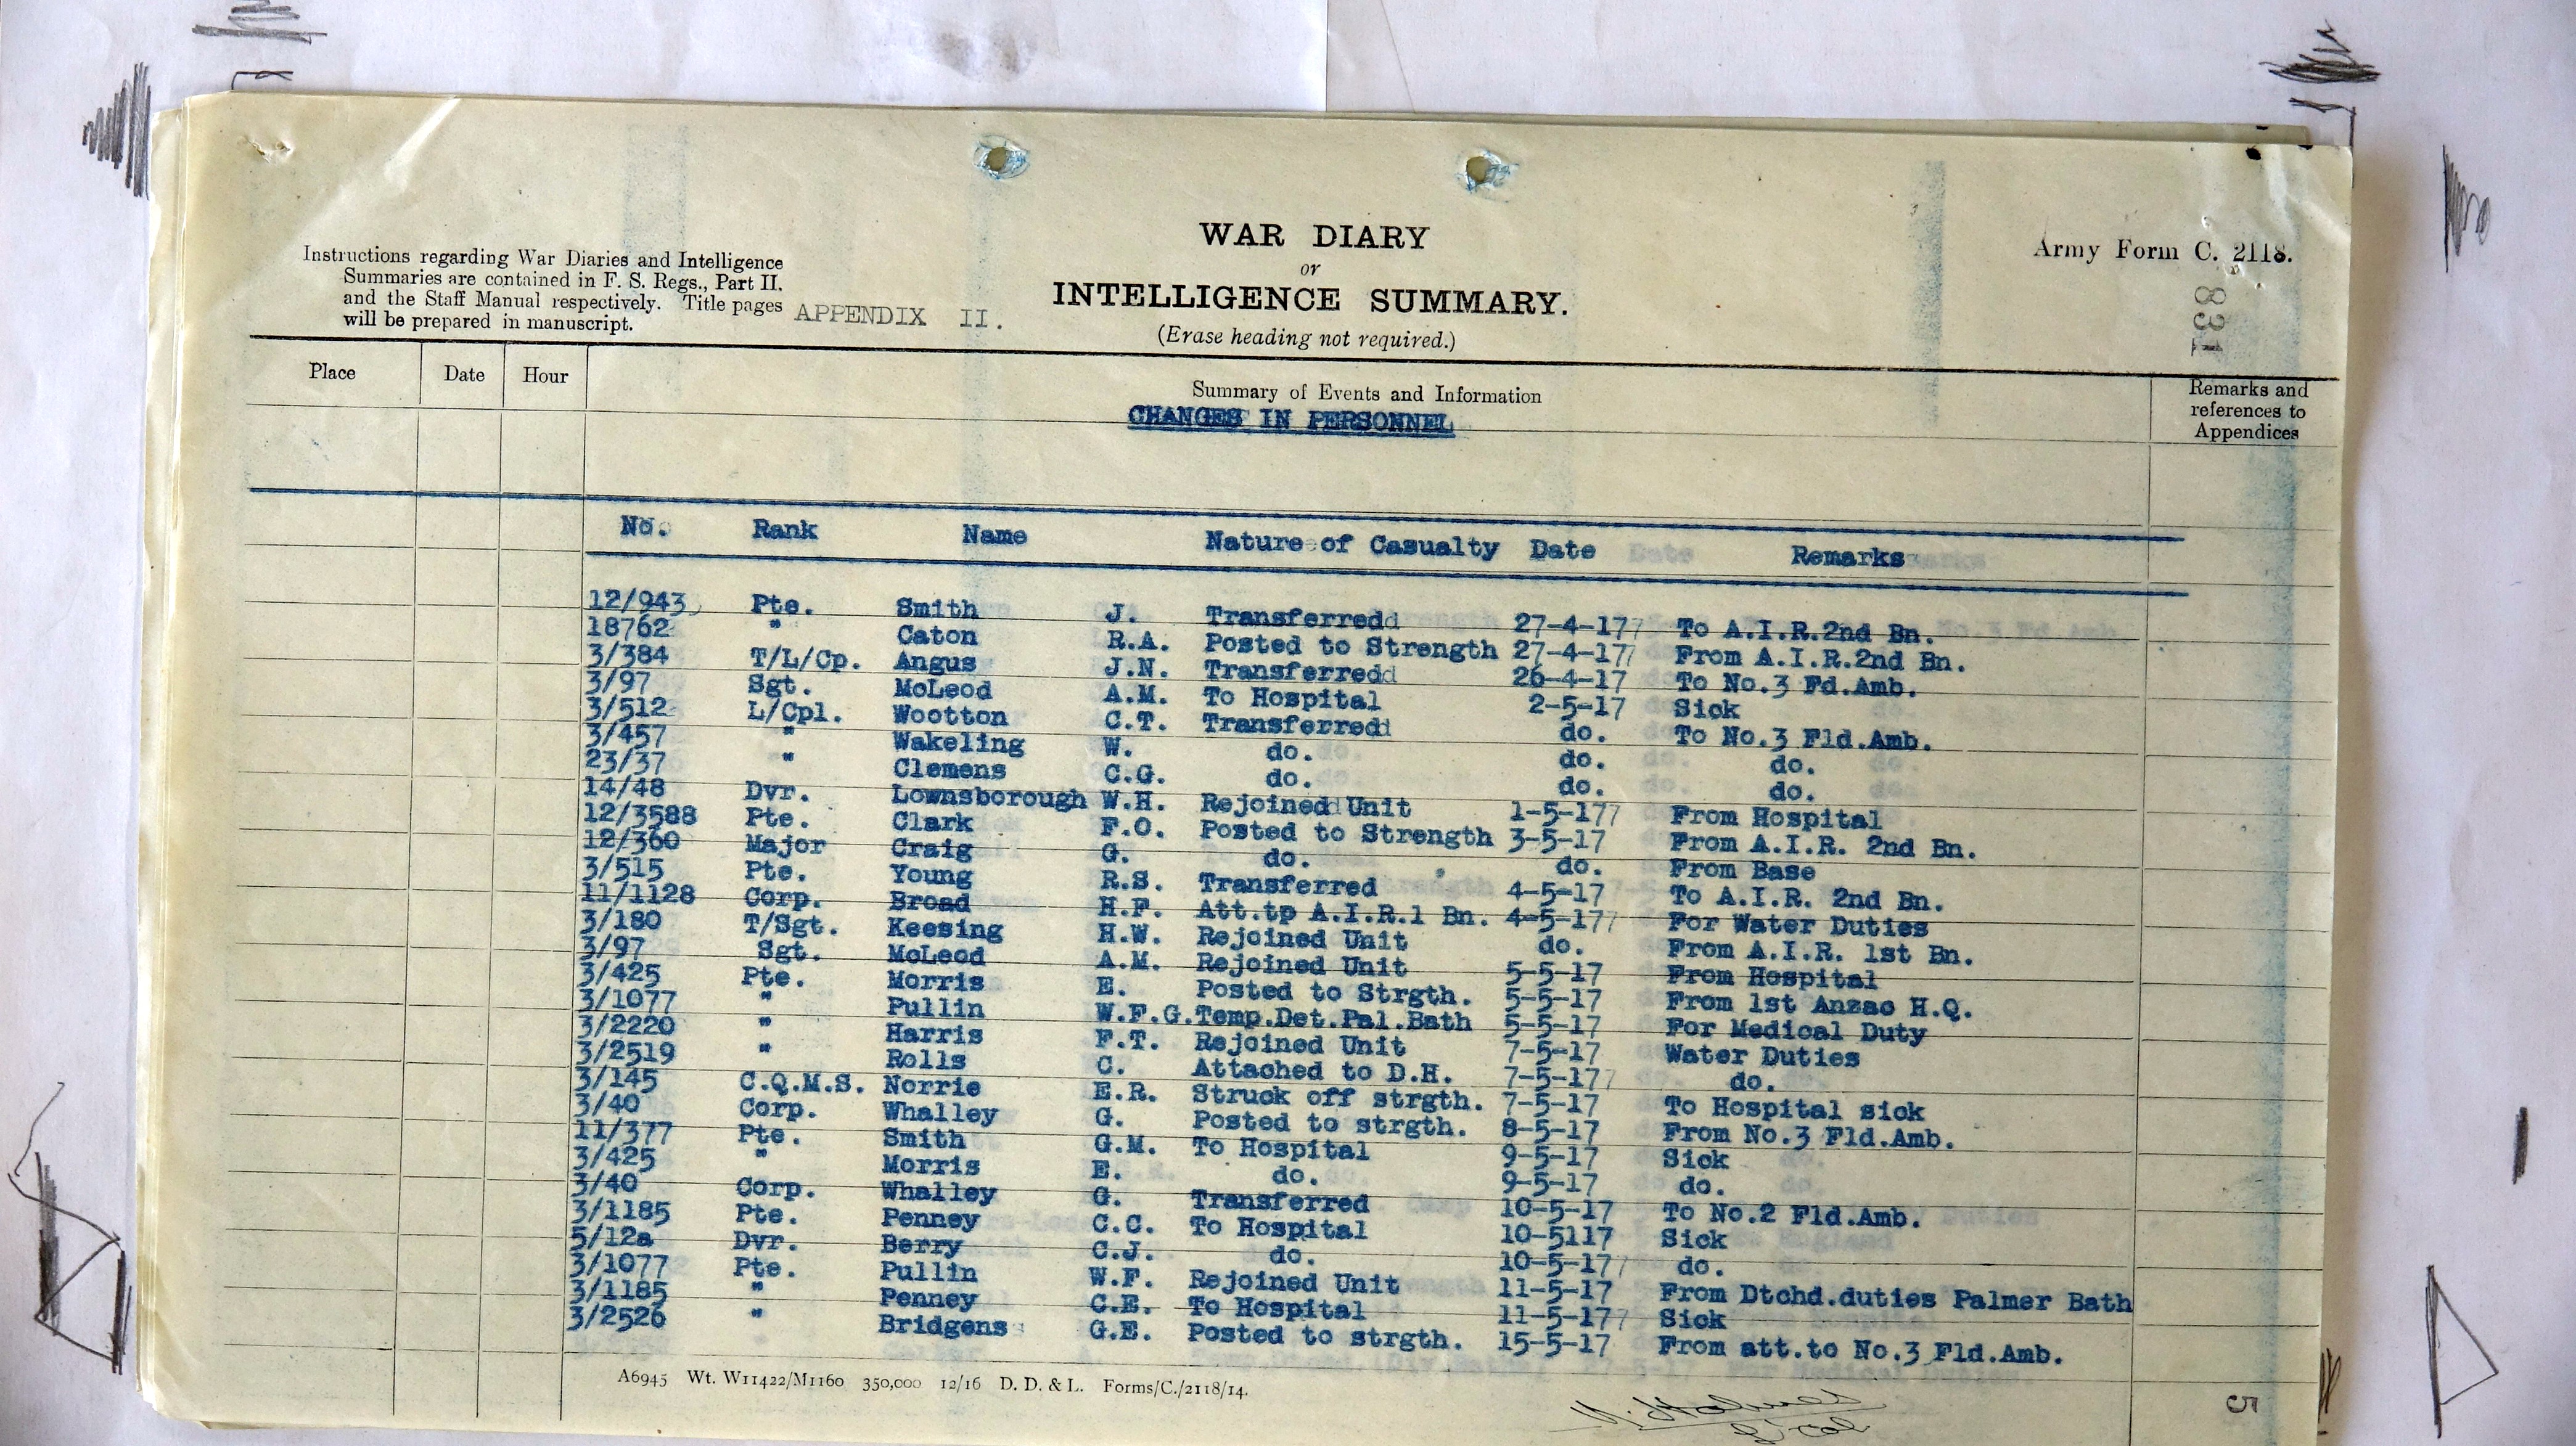 WAR DIARY
or
INTELLIGENCE SUMMARY.
(Erase heading not required.)
Instructions regarding War Diaries and Intelligence
Summaries are contained in F. S. Regs., Part II.
and the Staff Manual respectively. Title pages
will be prepared in manuscript.
APPENDIX II.
Army Form C. 2118.
831
Place Date Hour Summary of Events and Information Remarks and
references to
Appendices
CHANGES IN PERSONNEL
No. Rank Name Nature of Casualty Date Remarks
12/943 Pte. Smith J. Transferred 27-4-17 To A.I.R.2nd Bn.
18762 " Caton R.A. Posted to Strength 27-4-17 From A.I.R.2nd Bn.
3/384 T/L/Cp. Angus J.N. Transferred 26-4-17 To No.3 Fd.Amb.
3/97 Sgt. McLeod A.M. To Hospital 2-5-17 Sick
3/512 L/Cpl. Wootton C.T. Transferred do. To No.3 Fld.Amb.
3/457 " Wakeling W. do. do. do.
23/37 " Clemens C.G. do. do. do.
14/48 Dvr. Lownsborough W.H. Rejoined Unit 1-5-17 From Hospital
12/3588 Pte. Clark F.O. Posted to Strength 3-5-17 From A.I.R. 2nd Bn.
12/360 Major Craig G. do. do. From Base
3/515 Pte. Young R.S. Transferred 4-5-17 To A.I.R. 2nd Bn.
11/1128 Corp. Broad H.F. Att.tp A.I.R.1 Bn. 4-5-17 For Water Duties
3/180 T/Sgt. Keesing H.W. Rejoined Unit do. From A.I.R. 1st Bn.
3/97 Sgt. McLeod A.M. Rejoined Unit 5-5-17 From Hospital
3/425 Pte. Morris E. Posted to Strgth. 5-5-17 From 1st Anzac H.Q.
3/1077 " Pullin W.F.G. Temp.Det.Pal.Bath 5-5-17 For Medical Duty
3/2220 " Harris F.T. Rejoined Unit 7-5-17 Water Duties
3/2519 " Rolls C. Attached to D.H. 7-5-17 do.
3/145 C.Q.M.S. Norrie E.R. Struck off strgth. 7-5-17 To Hospital sick
3/40 Corp. Whalley G. Posted to strgth. 8-5-17 From No.3 Fld.Amb.
11/377 Pte. Smith G.M. To Hospital 9-5-17 Sick
3/425 " Morris E. do. 9-5-17 do.
3/40 Corp. Whalley G. Transferred 10-5-17 To No.2 Fld.Amb.
3/1185 Pte. Penney C.C. To Hospital 10-5117 Sick
5/12a Dvr. Berry C.J. do. 10-5-17 do.
3/1077 Pte. Pullin W.F. Rejoined Unit 11-5-17 From Dtchd.duties Palmer Bath
3/1185 " Penney C.E. To Hospital 11-5-17 Sick
3/2526 " Bridgens G.E. Posted to strgth. 15-5-17 From att.to No.3 Fld.Amb.
A6945 Wt. W11422/M1160 350,000 12/16 D. D. & L. Forms/C./2118/14.
5